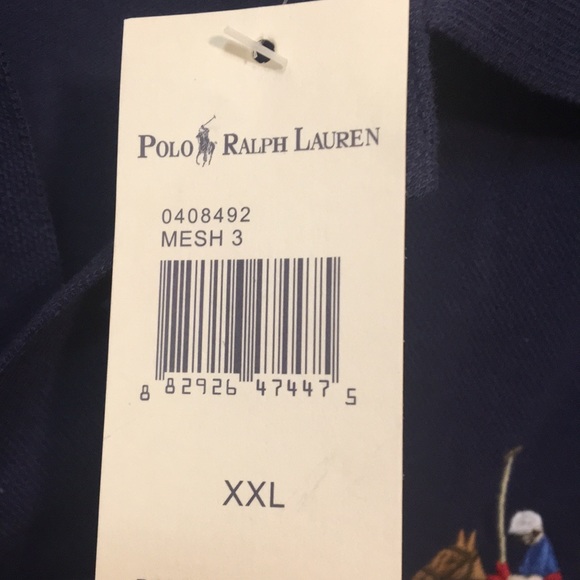 POLO RALPH LAUREN
0408492
MESH 3
8 82926 47447 5
XXL